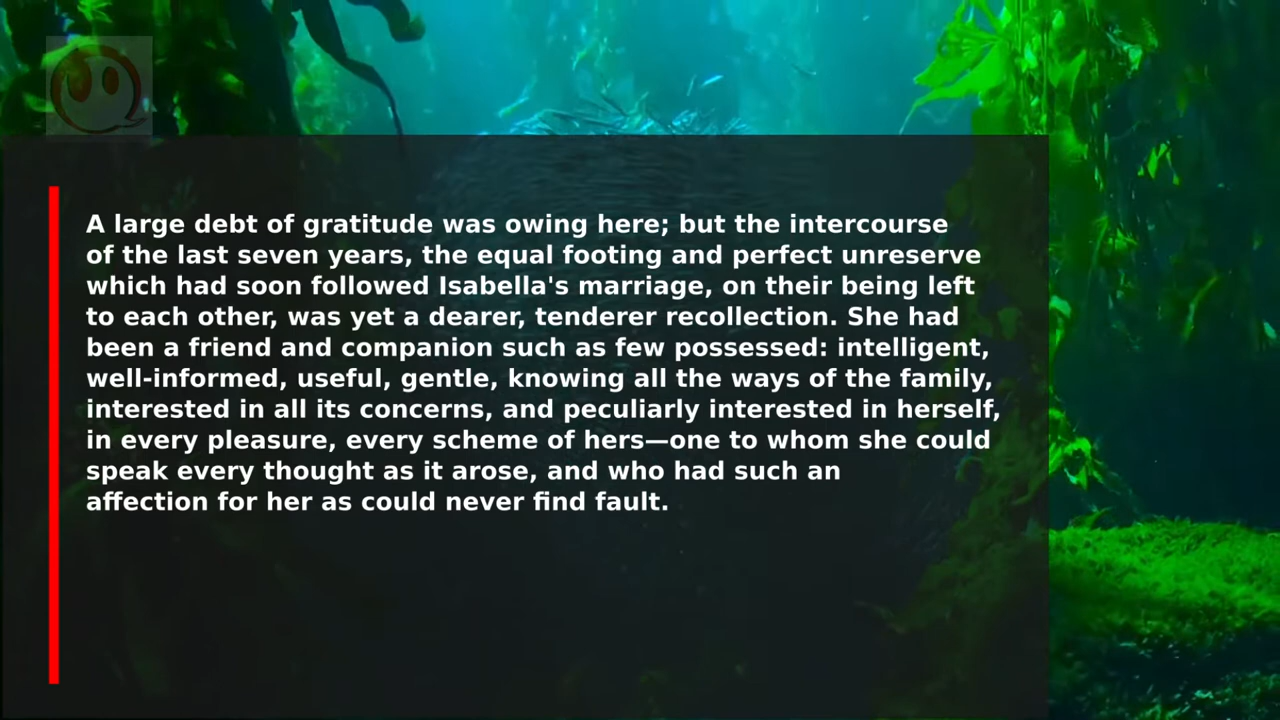 A large debt of gratitude was owing here; but the intercourse
of the last seven years, the equal footing and perfect unreserve
which had soon followed Isabella's marriage, on their being left
to each other, was yet a dearer, tenderer recollection. She had
been a friend and companion such as few possessed: intelligent,
well-informed, useful, gentle, knowing all the ways of the family,
interested in all its concerns, and peculiarly interested in herself,
in every pleasure, every scheme of hers—one to whom she could
speak every thought as it arose, and who had such an
affection for her as could never find fault.